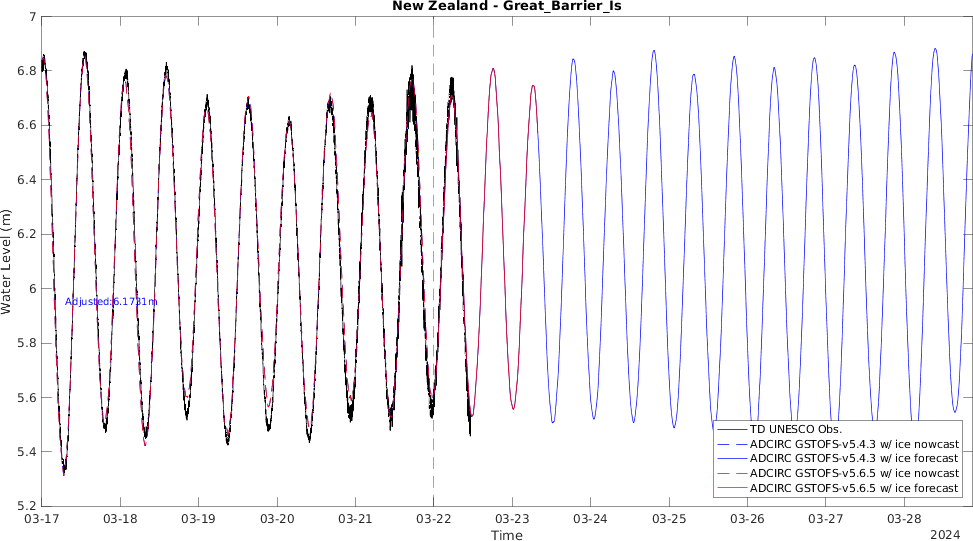 New Zealand - Great_Barrier_Is
7
6.8
6.6
6.4
6.2
6
5.8
5.6
5.4
5.2
Water Level (m)
Adjusted:6.1731m
TD UNESCO Obs.
ADCIRC GSTOFS-v5.4.3 w/ ice nowcast
ADCIRC GSTOFS-v5.4.3 w/ ice forecast
ADCIRC GSTOFS-v5.6.5 w/ ice nowcast
ADCIRC GSTOFS-v5.6.5 w/ ice forecast
03-17 03-18 03-19 03-20 03-21 03-22 03-23 03-24 03-25 03-26 03-27 03-28
Time
2024